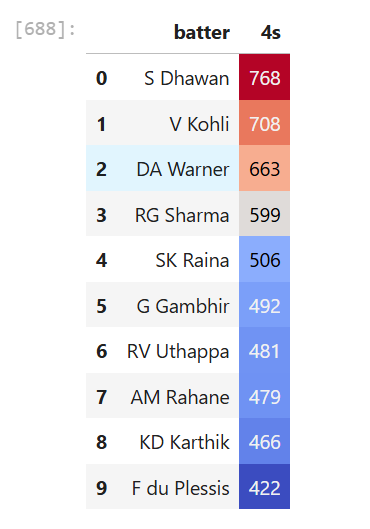 [688]:
batter 4s
0 S Dhawan 768
1 V Kohli 708
2 DA Warner 663
3 RG Sharma 599
4 SK Raina 506
5 G Gambhir 492
6 RV Uthappa 481
7 AM Rahane 479
8 KD Karthik 466
9 F du Plessis 422